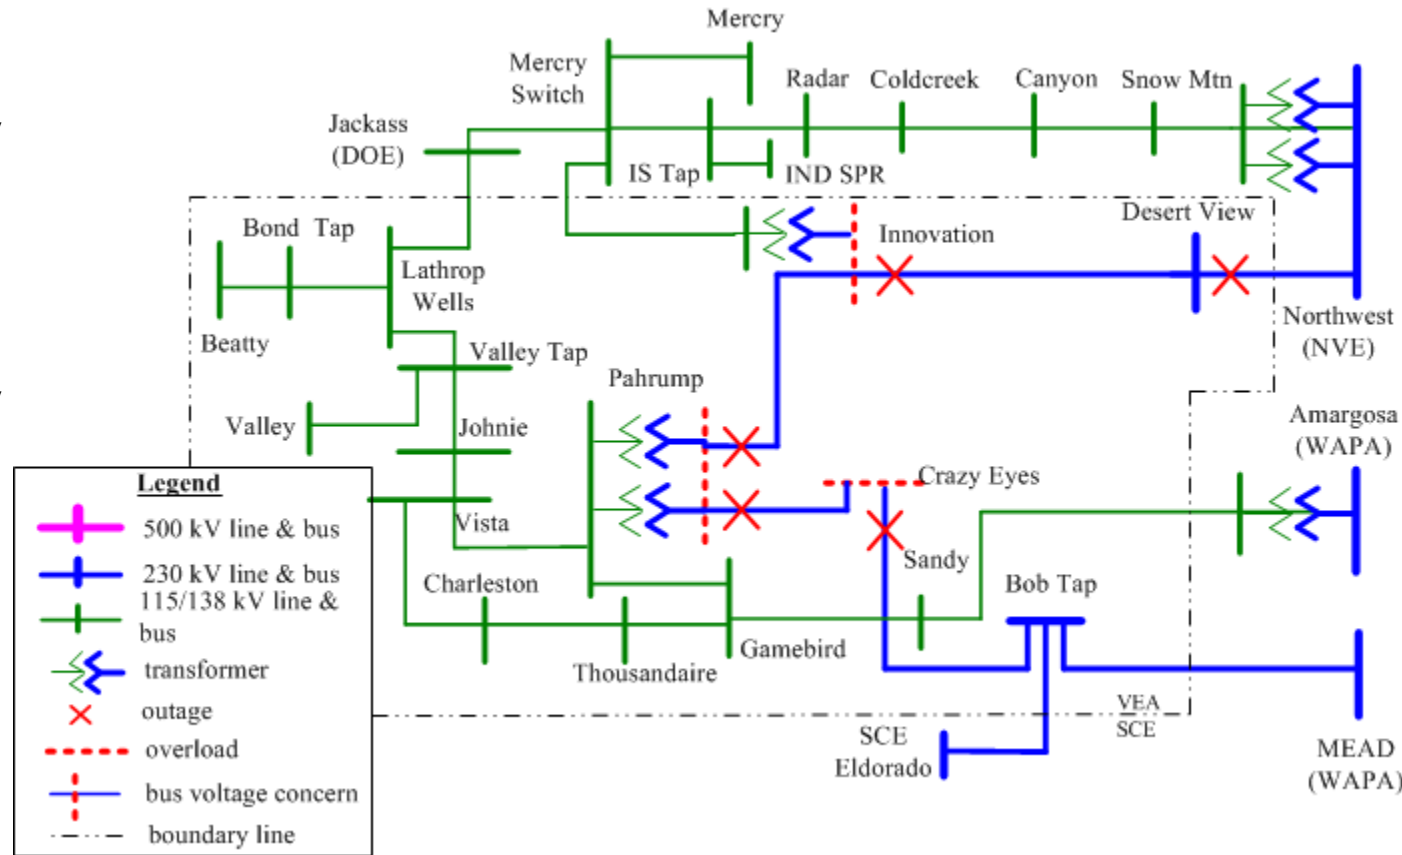 Mercry
Mercry
Switch
Radar
Coldcreek
Canyon
Snow Mtn
Jackass
(DOE)
IS Tap
IND SPR
Bond Tap
Desert View
Innovation
Lathrop
Wells
Beatty
Northwest
(NVE)
Valley Tap
Pahrump
Amargosa
(WAPA)
Valley
Johnie
Crazy Eyes
Vista
Sandy
Charleston
Bob Tap
Thousandaire
Gamebird
VEA
SCE
SCE
Eldorado
MEAD
(WAPA)
Legend
500 kV line & bus
230 kV line & bus
115/138 kV line &
bus
transformer
outage
overload
bus voltage concern
boundary line